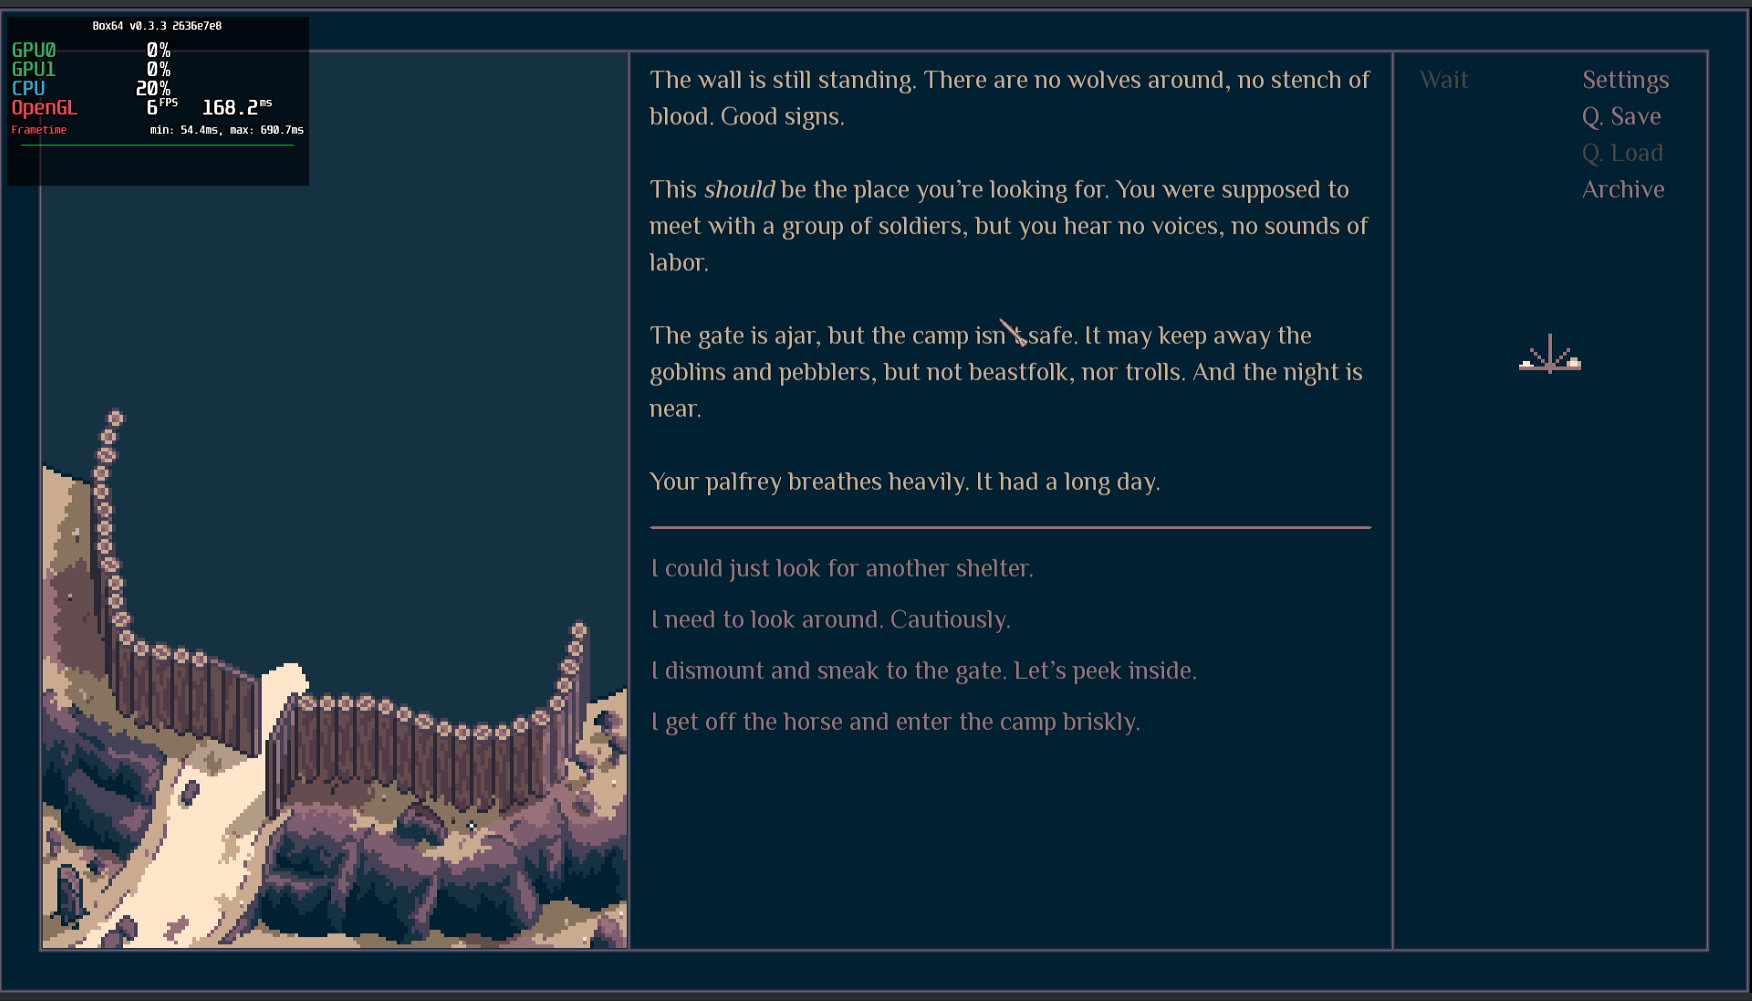 Box64 v0.3.3 2636e7e8
GPU0 0%
GPU1 0%
CPU 20%
OpenGL 6 FPS 168.2 ms
Frametime min: 54.4ms, max: 690.7ms
The wall is still standing. There are no wolves around, no stench of
blood. Good signs.
This should be the place you’re looking for. You were supposed to
meet with a group of soldiers, but you hear no voices, no sounds of
labor.
The gate is ajar, but the camp isn’t safe. It may keep away the
goblins and pebblers, but not beastfolk, nor trolls. And the night is
near.
Your palfrey breathes heavily. It had a long day.
I could just look for another shelter.
I need to look around. Cautiously.
I dismount and sneak to the gate. Let’s peek inside.
I get off the horse and enter the camp briskly.
Wait
Settings
Q. Save
Q. Load
Archive